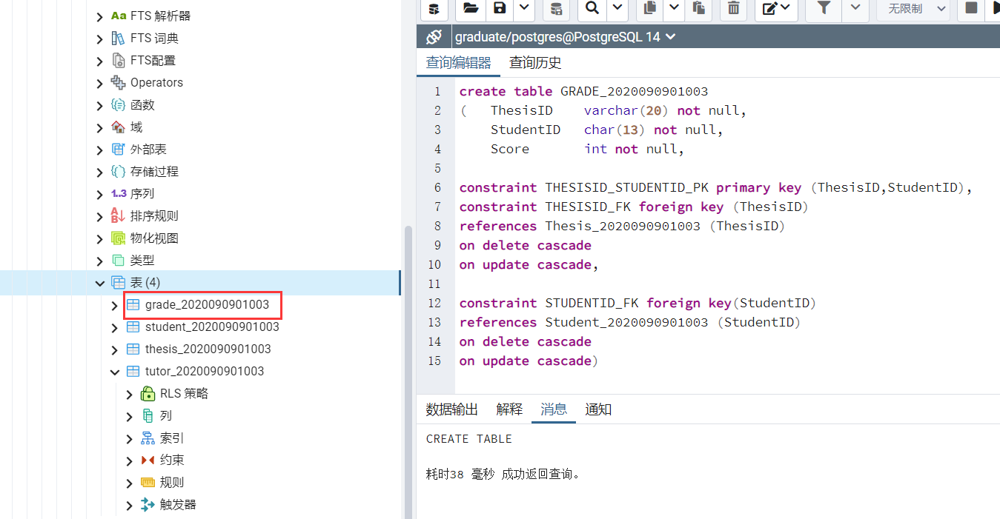 Aa FTS 解析器
FTS 词典
FTS配置
Operators
函数
域
外部表
存储过程
1..3 序列
排序规则
物化视图
类型
表 (4)
grade_2020090901003
student_2020090901003
thesis_2020090901003
tutor_2020090901003
RLS 策略
列
索引
约束
规则
触发器
无限制
graduate/postgres@PostgreSQL 14
查询编辑器 查询历史
1 create table GRADE_2020090901003
2 ( ThesisID varchar(20) not null,
3 StudentID char(13) not null,
4 Score int not null,
5
6 constraint THESISID_STUDENTID_PK primary key (ThesisID,StudentID),
7 constraint THESISID_FK foreign key (ThesisID)
8 references Thesis_2020090901003 (ThesisID)
9 on delete cascade
10 on update cascade,
11
12 constraint STUDENTID_FK foreign key(StudentID)
13 references Student_2020090901003 (StudentID)
14 on delete cascade
15 on update cascade)
数据输出 解释 消息 通知
CREATE TABLE
耗时38 毫秒 成功返回查询。